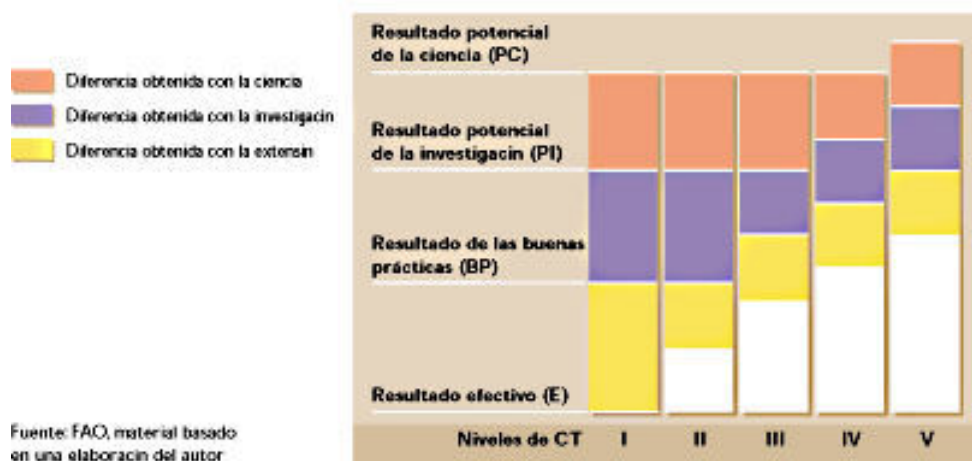 Diferencia obtenida con la ciencia
Diferencia obtenida con la investigacin
Diferencia obtenida con la extensin
Resultado potencial
de la ciencia (PC)
Resultado potencial
de la investigacin (PI)
Resultado de las buenas
prácticas (BP)
Resultado efectivo (E)
Niveles de CT I II III IV V
Fuente: FAO, material basado
en una elaboracin del autor